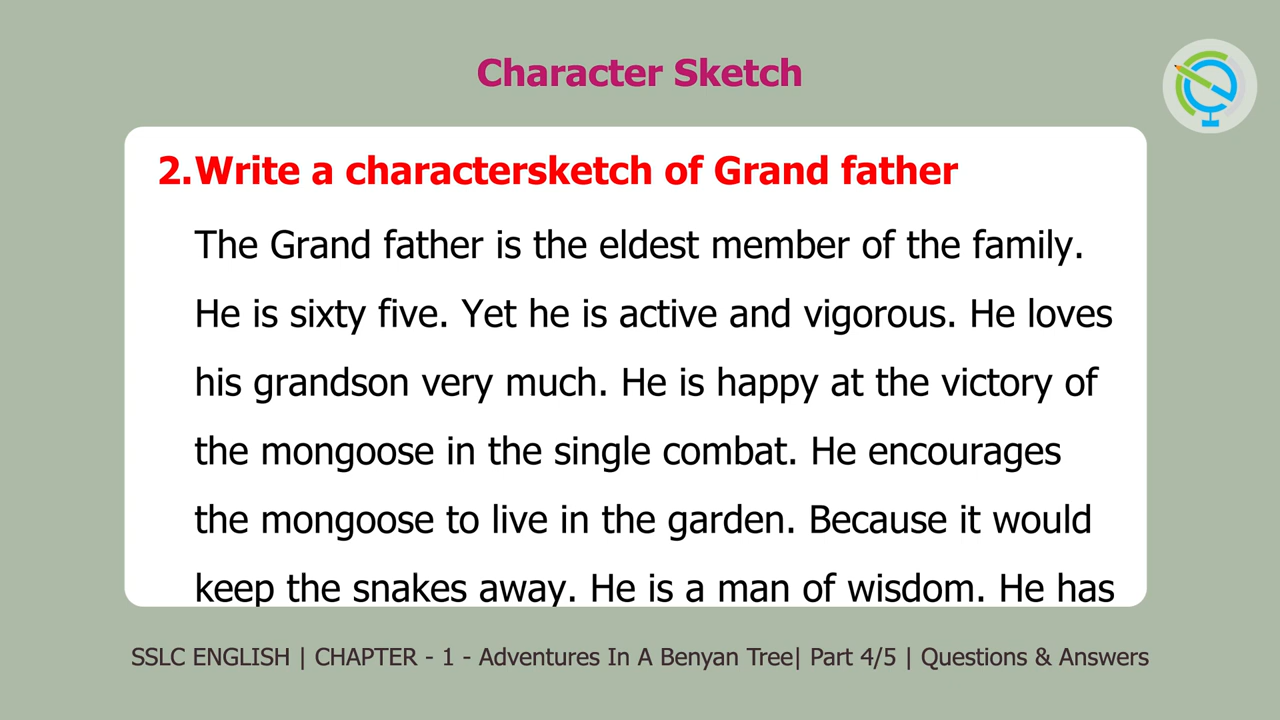 Character Sketch
2.Write a charactersketch of Grand father
The Grand father is the eldest member of the family.
He is sixty five. Yet he is active and vigorous. He loves
his grandson very much. He is happy at the victory of
the mongoose in the single combat. He encourages
the mongoose to live in the garden. Because it would
keep the snakes away. He is a man of wisdom. He has
SSLC ENGLISH | CHAPTER - 1 - Adventures In A Benyan Tree| Part 4/5 | Questions & Answers